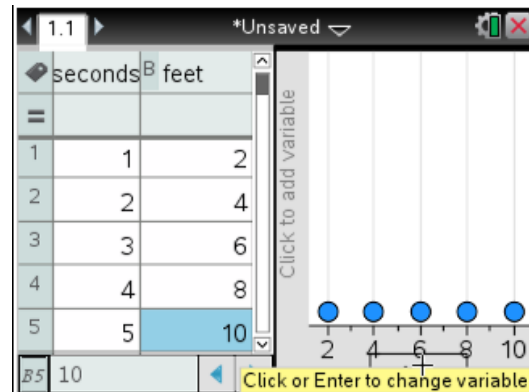 1.1 *Unsaved
seconds B feet
=
1 1 2
2 2 4
3 3 6
4 4 8
5 5 10
B5 10
Click to add variable
2 4 6 8 10
Click or Enter to change variable